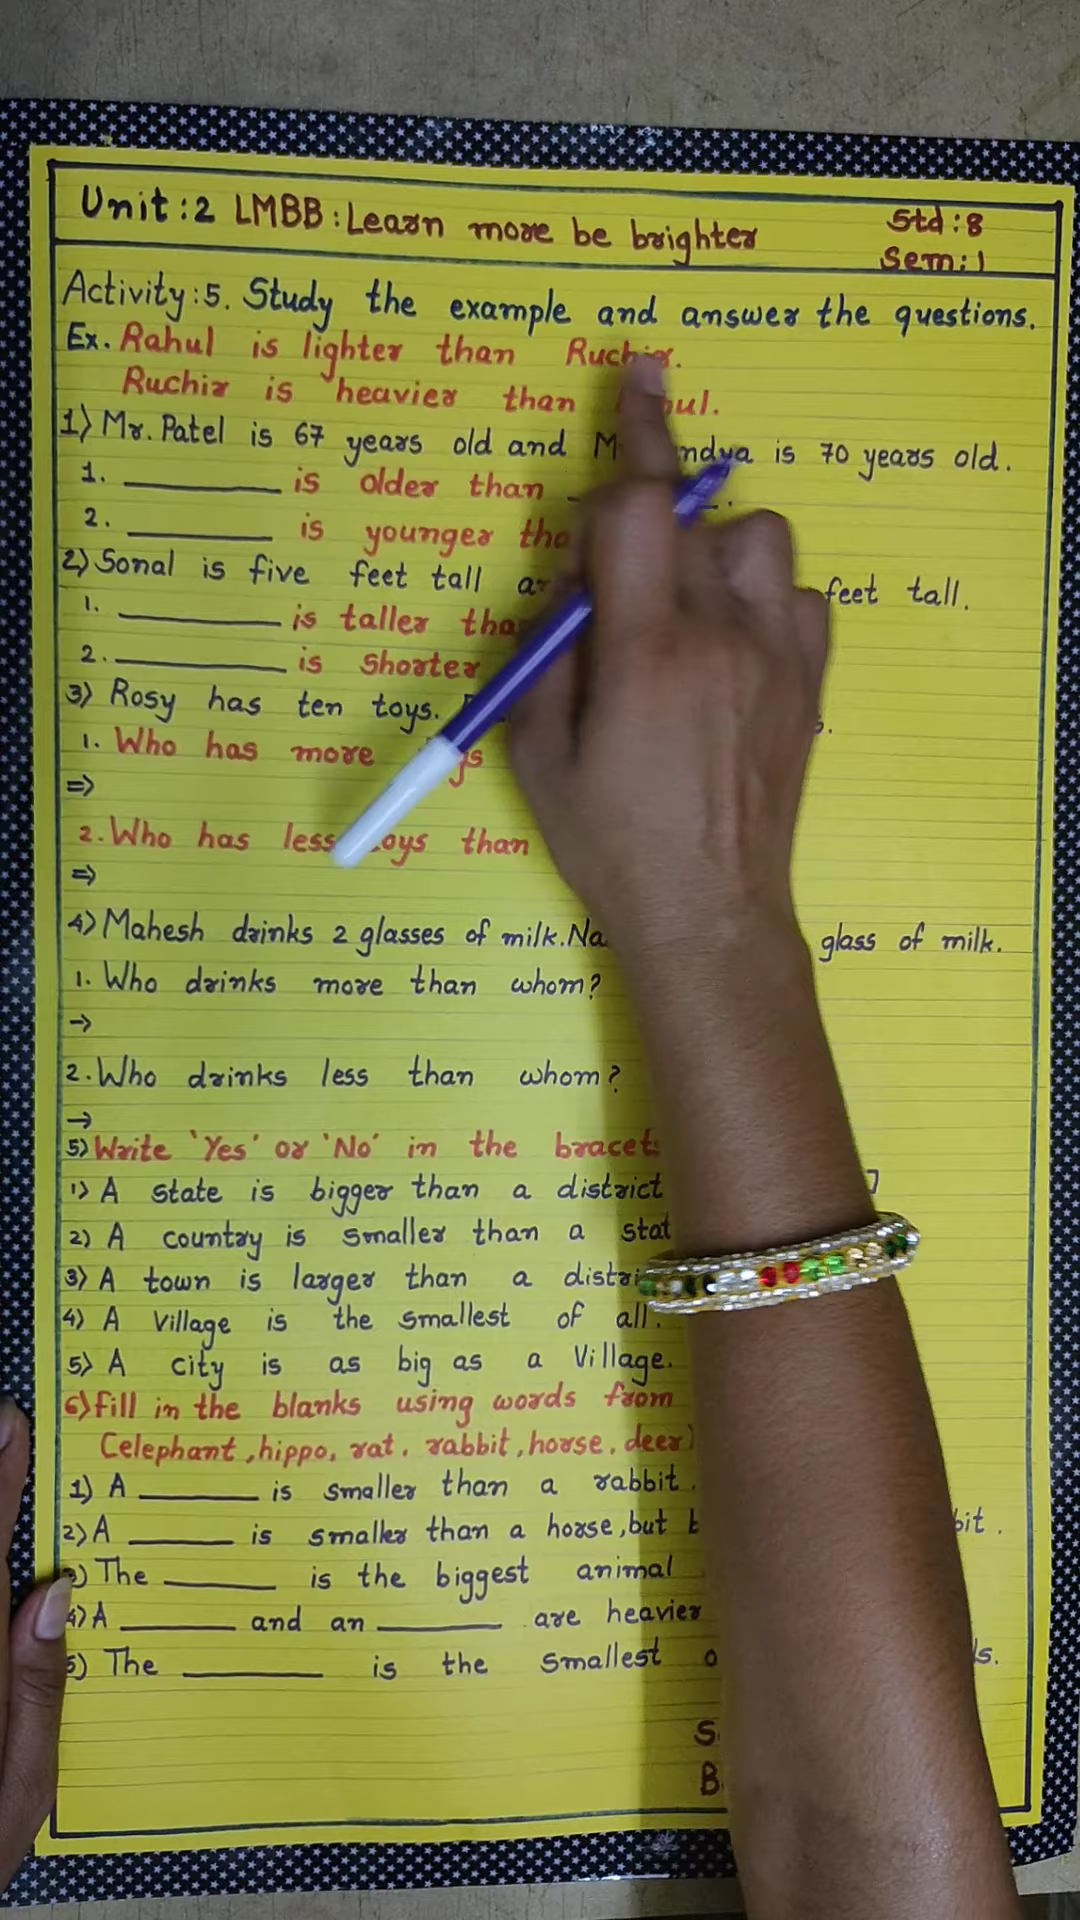 Unit:2 LMBB:Learn more be brighter Std:8
Sem:1
Activity:5. Study the example and answer the questions.
Ex. Rahul is lighter than Ruchir.
Ruchir is heavier than
1) Mr. Patel is 67 years old and is 70 years old.
1. ________ is older than ________.
2. ________ is younger
2) Sonal is five feet tall feet tall.
1. ________ is taller
2. ________ is shorter
3) Rosy has ten toys.
1. Who has more
=>
2. Who has less toys than
=>
4) Mahesh drinks 2 glasses of milk. glass of milk.
1. Who drinks more than whom?
→
2. Who drinks less than whom?
→
5) Write 'Yes' or 'No' in the bracets
1) A state is bigger than a district ]
2) A country is smaller than a
3) A town is larger than a
4) A village is the smallest of all.
5) A city is as big as a village.
6) fill in the blanks using words from
(elephant, hippo, rat, rabbit, horse, deer)
1) A ________ is smaller than a rabbit.
2) A ________ is smaller than a horse, but
3) The ________ is the biggest animal
4) A ________ and an ________ are heavier
5) The ________ is the smallest